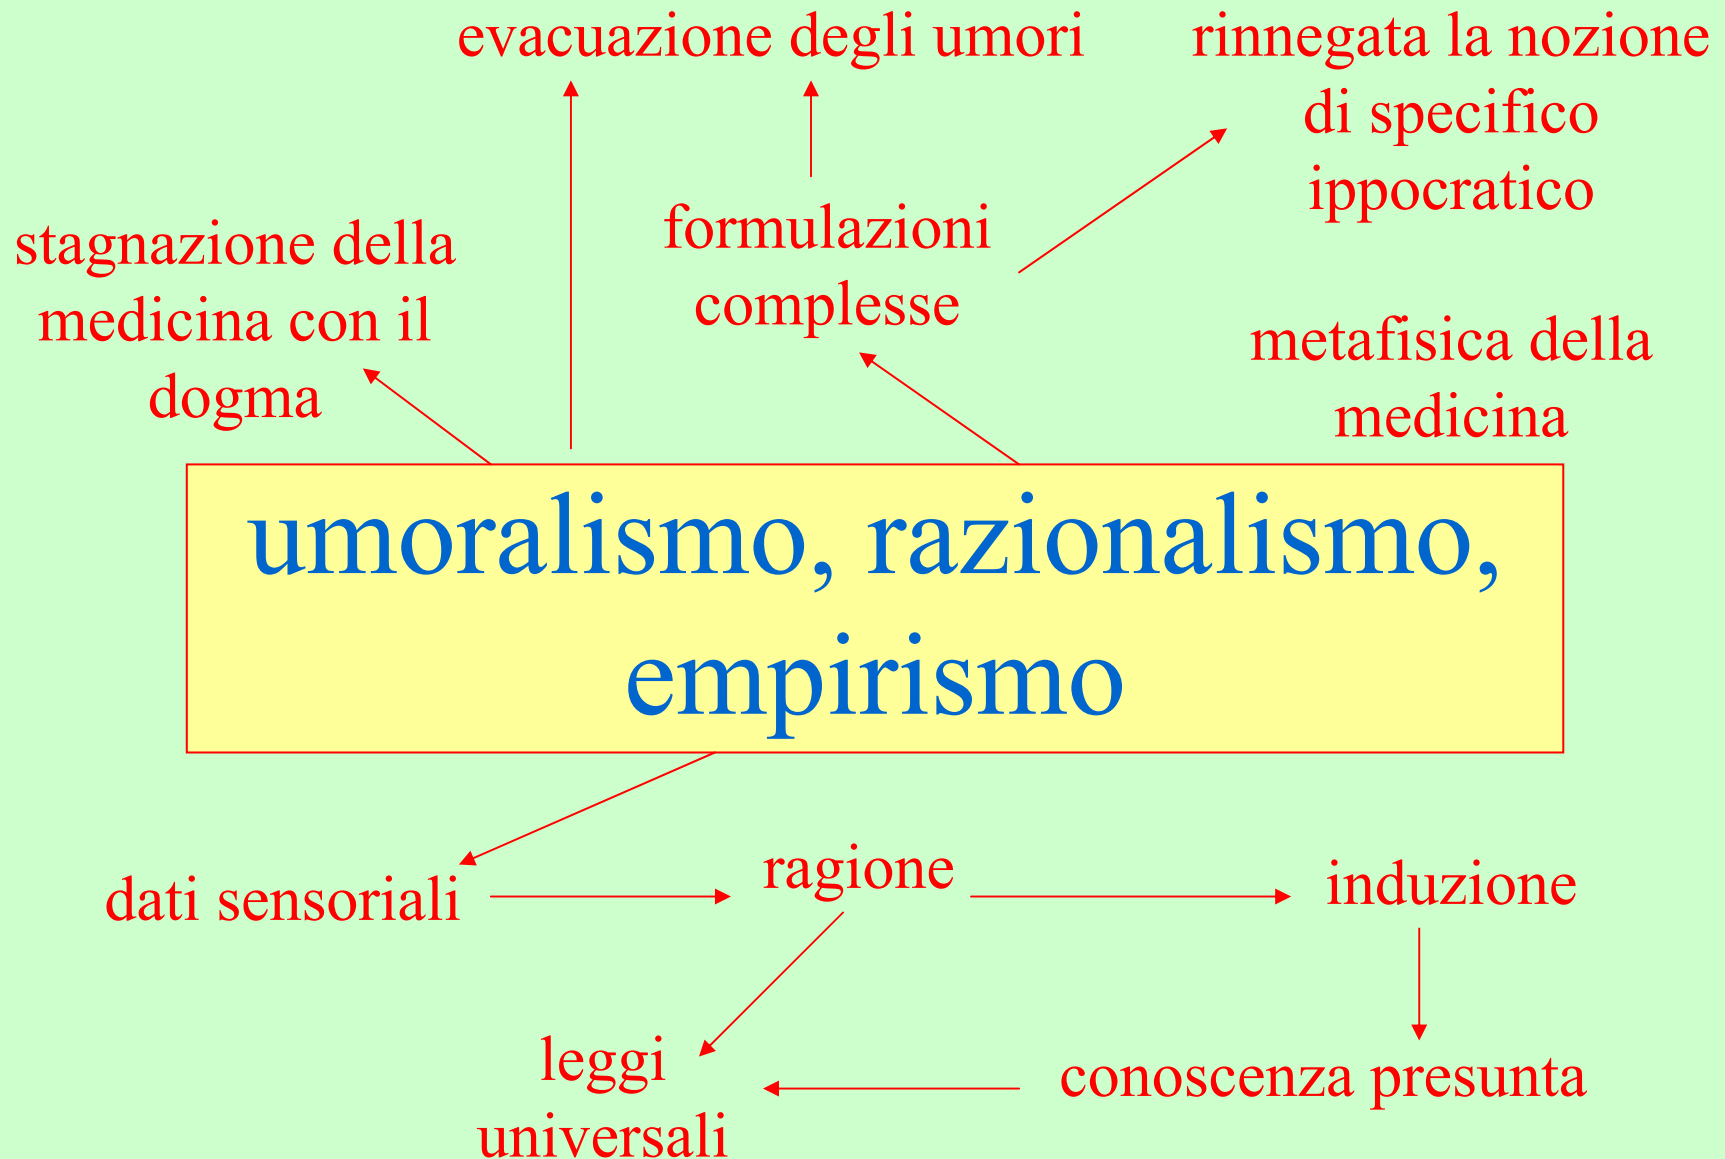 evacuazione degli umori
rinnegata la nozione
di specifico
ippocratico
formulazioni
complesse
stagnazione della
medicina con il
dogma
metafisica della
medicina
umoralismo, razionalismo,
empirismo
dati sensoriali
ragione
induzione
leggi
universali
conoscenza presunta